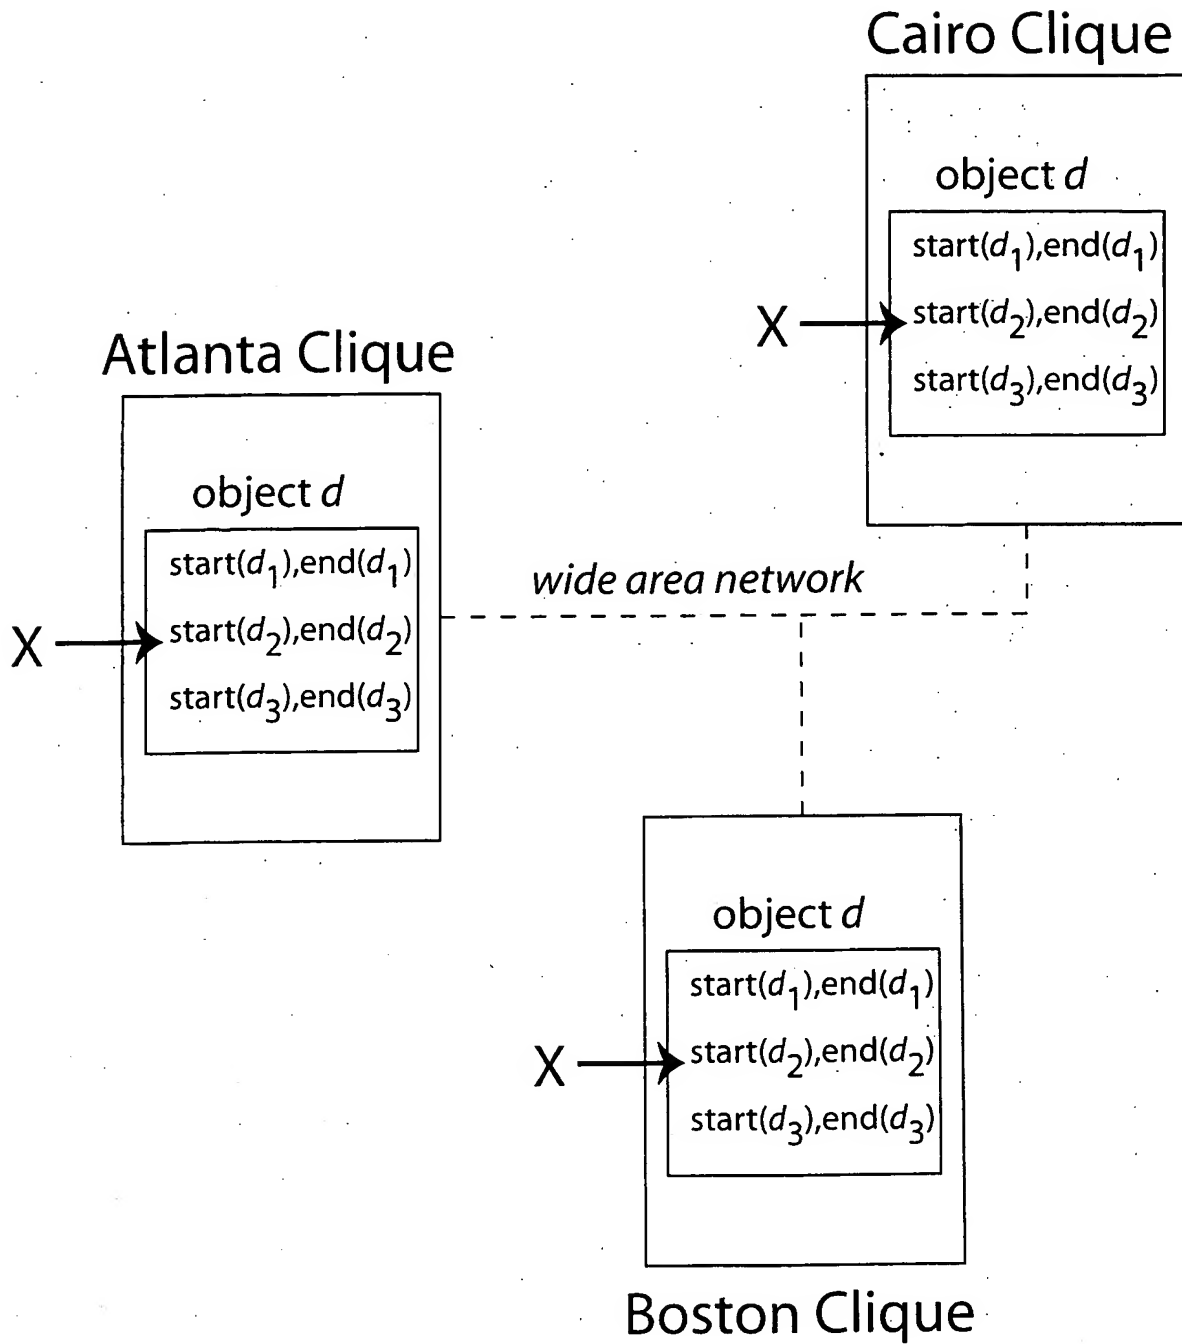 Cairo Clique
object d
start(d1),end(d1)
X
start(d2),end(d2)
start(d3),end(d3)
Atlanta Clique
object d
start(d1),end(d1)
X
start(d2),end(d2)
start(d3),end(d3)
wide area network
object d
start(d1),end(d1)
X
start(d2),end(d2)
start(d3),end(d3)
Boston Clique